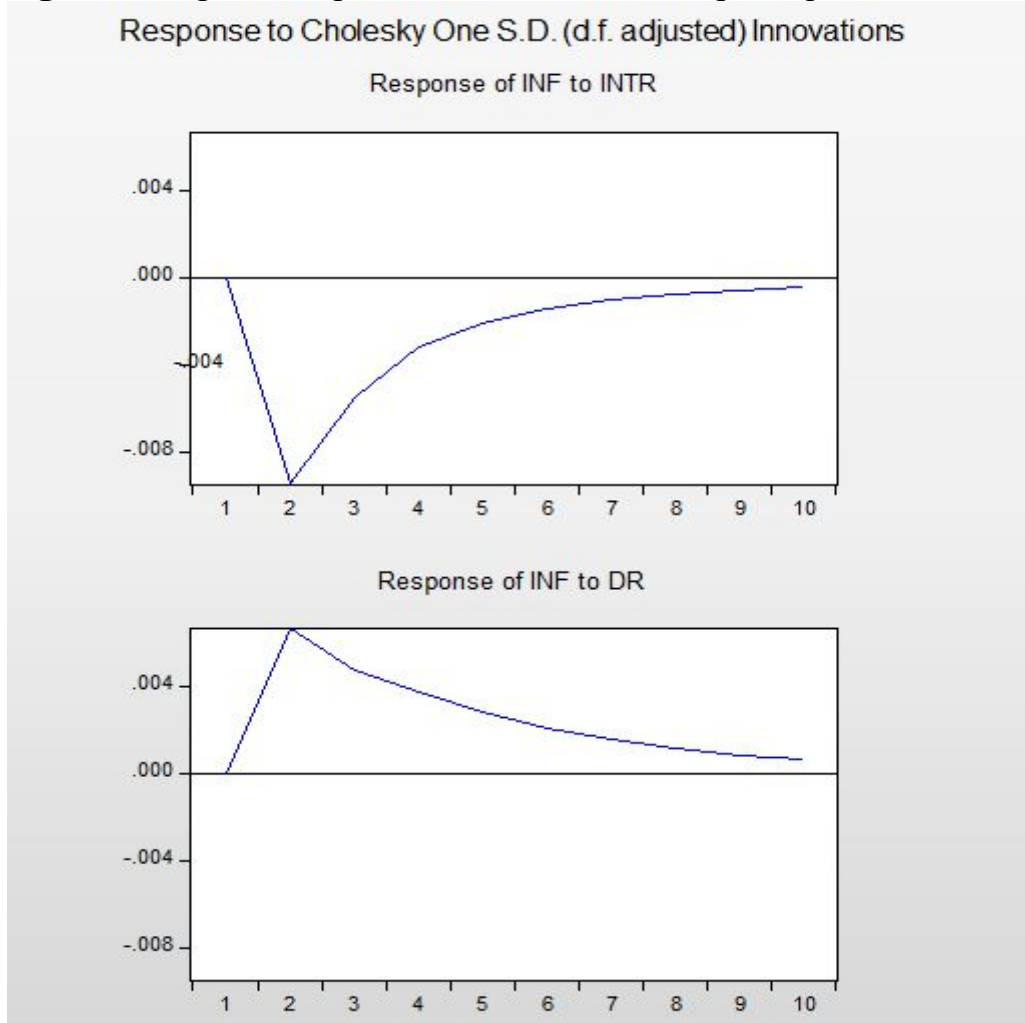 Response to Cholesky One S.D. (d.f. adjusted) Innovations
Response of INF to INTR
.004
.000
-.004
-.008
1 2 3 4 5 6 7 8 9 10
Response of INF to DR
.004
.000
-.004
-.008
1 2 3 4 5 6 7 8 9 10